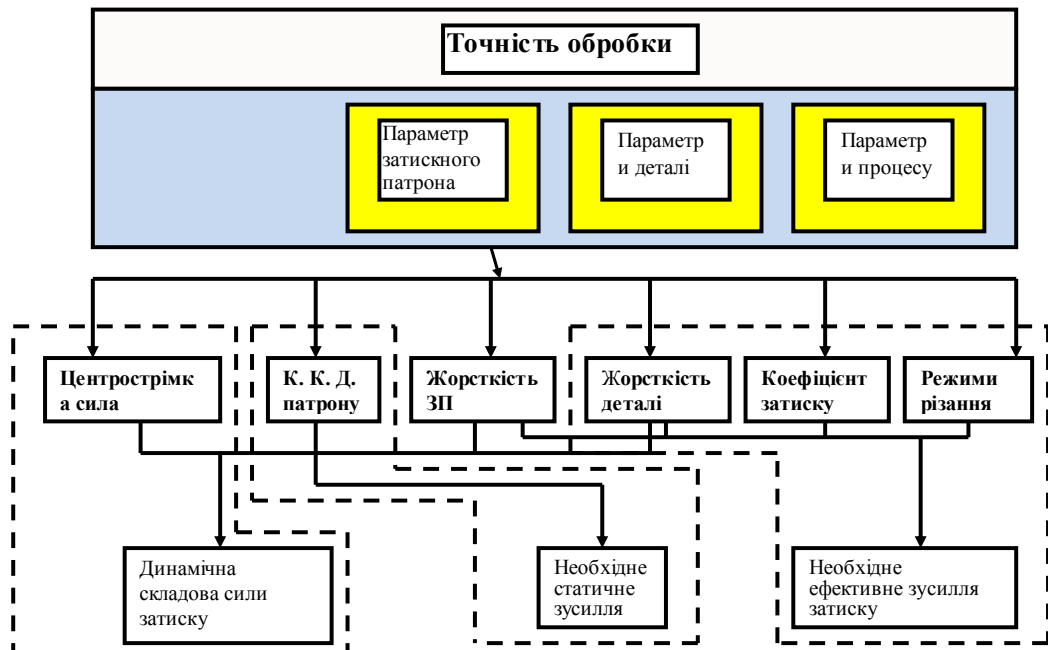 Точність обробки
Параметр
затискного
патрона
Параметр
и деталі
Параметр
и процесу
Центрострімк
а сила
К. К. Д.
патрону
Жорсткість
ЗП
Жорсткість
деталі
Коефіцієнт
затиску
Режими
різання
Динамічна
складова сили
затиску
Необхідне
статичне
зусилля
Необхідне
ефективне зусилля
затиску